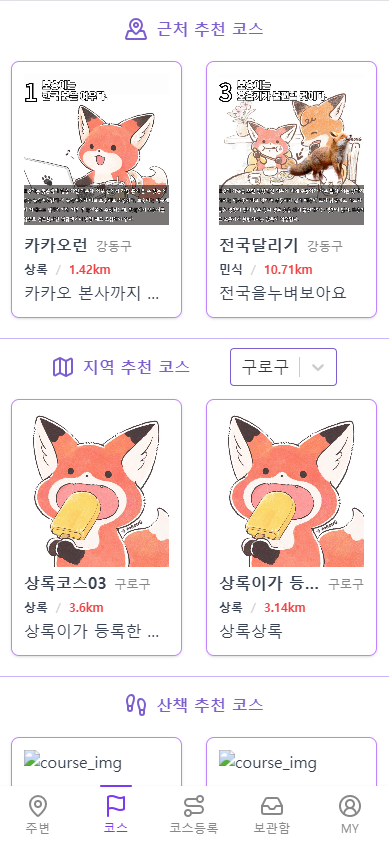 근처 추천 코스
1
3
카카오런 강동구
상록 / 1.42km
카카오 본사까지 ...
전국달리기 강동구
민식 / 10.71km
전국을누벼보아요
지역 추천 코스
구로구
상록코스03 구로구
상록 / 3.6km
상록이가 등록한 ...
상록이가 등... 구로구
상록 / 3.14km
상록상록
산책 추천 코스
course_img
course_img
주변
코스
코스등록
보관함
MY